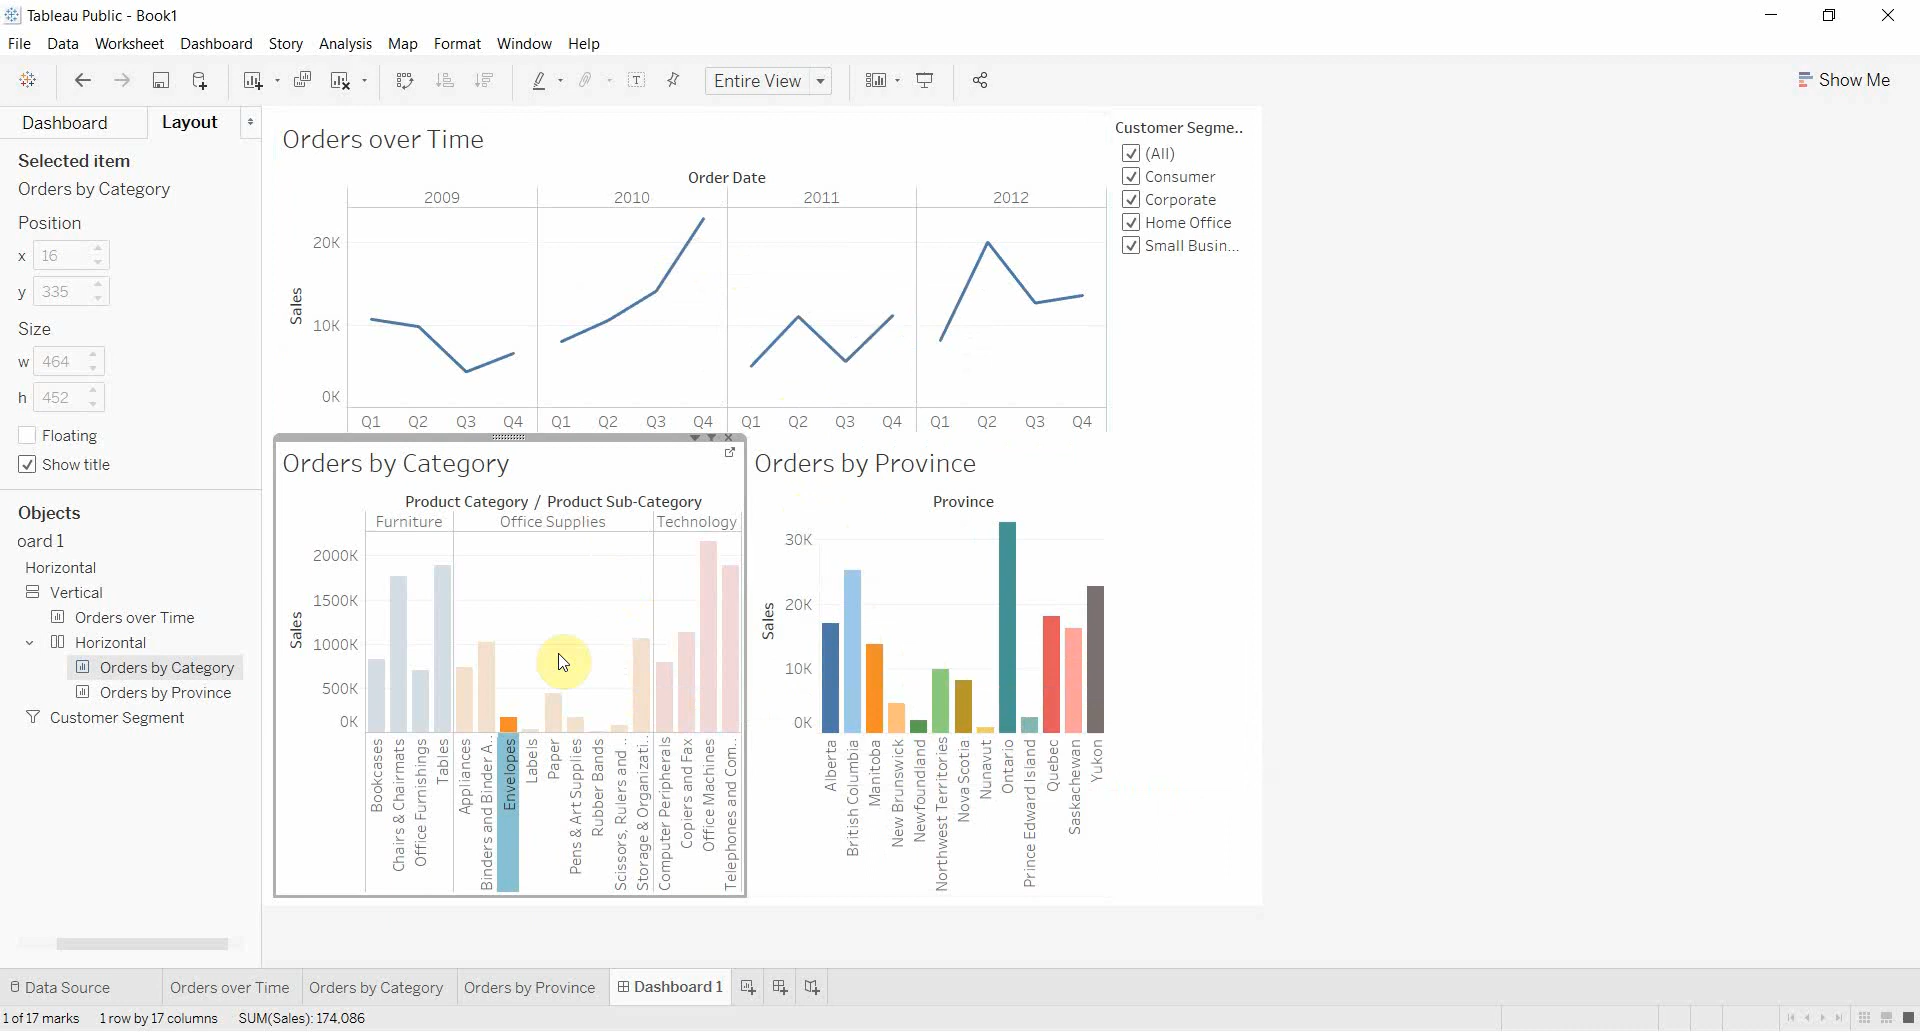 Tableau Public - Book1
File Data Worksheet Dashboard Story Analysis Map Format Window Help
Entire View
Show Me
Dashboard Layout
Selected item
Orders by Category
Position
x 16
y 335
Size
w 464
h 452
Floating
Show title
Objects
oard 1
Horizontal
Vertical
Orders over Time
Horizontal
Orders by Category
Orders by Province
Customer Segment
Orders over Time
Order Date
2009 2010 2011 2012
Sales
20K
10K
0K
Q1 Q2 Q3 Q4 Q1 Q2 Q3 Q4 Q1 Q2 Q3 Q4 Q1 Q2 Q3 Q4
Customer Segme..
(All)
Consumer
Corporate
Home Office
Small Busin...
Orders by Category
Product Category / Product Sub-Category
Furniture Office Supplies Technology
Sales
2000K
1500K
1000K
500K
0K
Bookcases
Chairs & Chairmats
Office Furnishings
Tables
Appliances
Binders and Binder A..
Envelopes
Labels
Paper
Pens & Art Supplies
Rubber Bands
Scissors, Rulers and ..
Storage & Organizati..
Computer Peripherals
Copiers and Fax
Office Machines
Telephones and Com..
Orders by Province
Province
Sales
30K
20K
10K
0K
Alberta
British Columbia
Manitoba
New Brunswick
Newfoundland
Northwest Territories
Nova Scotia
Nunavut
Ontario
Prince Edward Island
Quebec
Saskachewan
Yukon
Data Source Orders over Time Orders by Category Orders by Province Dashboard 1
1 of 17 marks 1 row by 17 columns SUM(Sales): 174,086